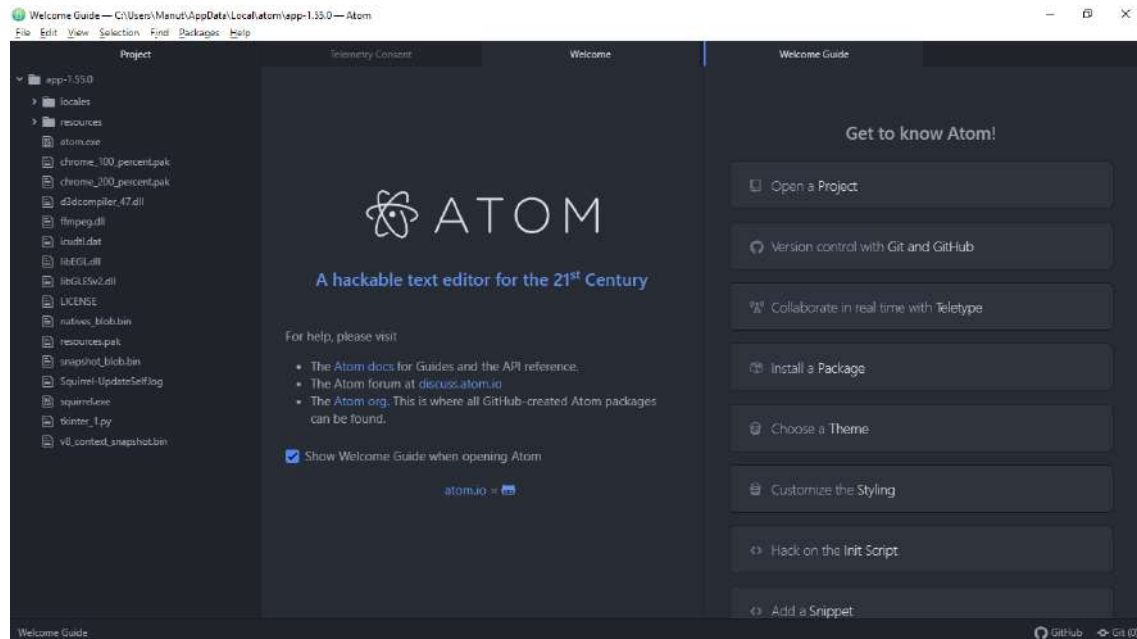 Welcome Guide — C:\Users\Manut\AppData\Local\atom\app-1.55.0 — Atom
File Edit View Selection Find Packages Help
Project
Telemetry Consent
Welcome
Welcome Guide
app-1.55.0
locales
resources
atom.exe
chrome_100_percent.pak
chrome_200_percent.pak
d3dcompiler_47.dll
ffmpeg.dll
icudtl.dat
libEGL.dll
libGLESv2.dll
LICENSE
natives_blob.bin
resources.pak
snapshot_blob.bin
Squirrel-UpdateSelf.log
squirrel.exe
tkinter_1.py
v8_context_snapshot.bin
ATOM
A hackable text editor for the 21st Century
For help, please visit
• The Atom docs for Guides and the API reference.
• The Atom forum at discuss.atom.io
• The Atom org. This is where all GitHub-created Atom packages
can be found.
Show Welcome Guide when opening Atom
atom.io ×
Get to know Atom!
Open a Project
Version control with Git and GitHub
Collaborate in real time with Teletype
Install a Package
Choose a Theme
Customize the Styling
Hack on the Init Script
Add a Snippet
Welcome Guide
GitHub
Git (0)